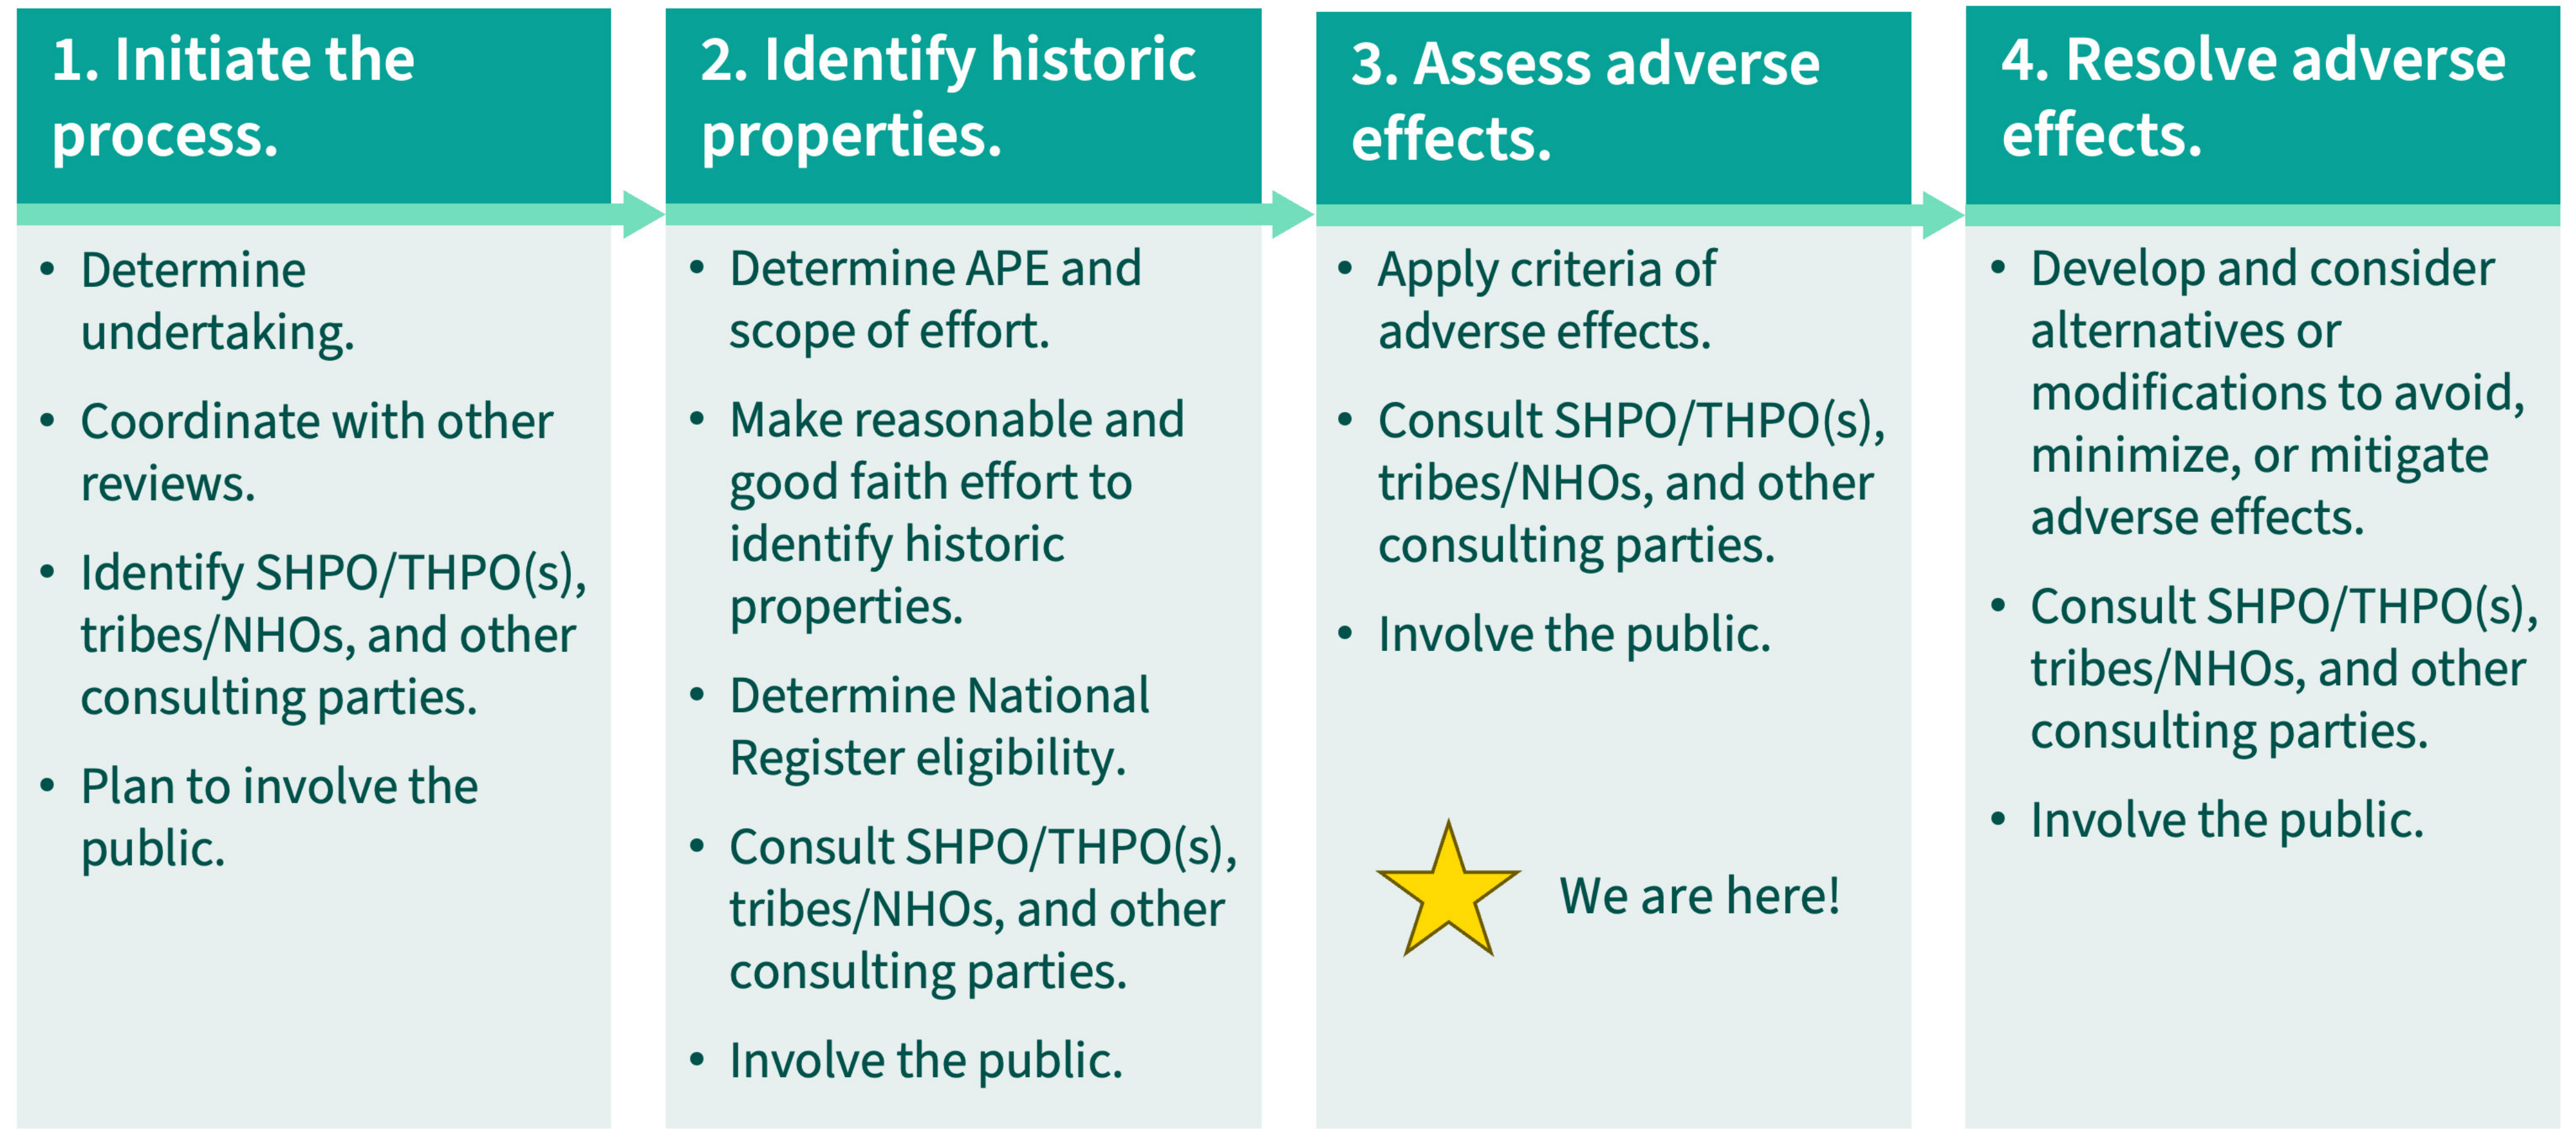 1. Initiate the
process.
• Determine
undertaking.
• Coordinate with other
reviews.
• Identify SHPO/THPO(s),
tribes/NHOs, and other
consulting parties.
• Plan to involve the
public.
2. Identify historic
properties.
• Determine APE and
scope of effort.
• Make reasonable and
good faith effort to
identify historic
properties.
• Determine National
Register eligibility.
• Consult SHPO/THPO(s),
tribes/NHOs, and other
consulting parties.
• Involve the public.
3. Assess adverse
effects.
• Apply criteria of
adverse effects.
• Consult SHPO/THPO(s),
tribes/NHOs, and other
consulting parties.
• Involve the public.
We are here!
4. Resolve adverse
effects.
• Develop and consider
alternatives or
modifications to avoid,
minimize, or mitigate
adverse effects.
• Consult SHPO/THPO(s),
tribes/NHOs, and other
consulting parties.
• Involve the public.